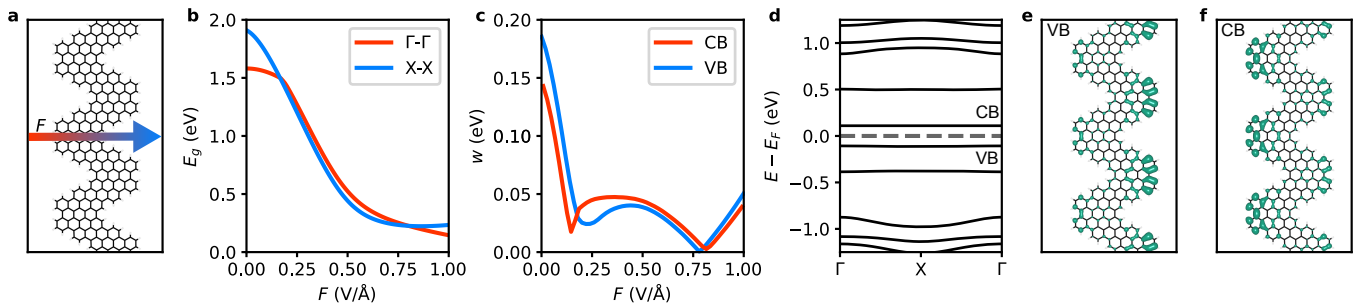 a
F
b
E_g (eV)
2.0
1.5
1.0
0.5
0.0
0.00 0.25 0.50 0.75 1.00
F (V/Å)
Γ-Γ
X-X
c
w (eV)
0.20
0.15
0.10
0.05
0.00
0.00 0.25 0.50 0.75 1.00
F (V/Å)
CB
VB
d
E − E_F (eV)
1.0
0.5
0.0
−0.5
−1.0
Γ X Γ
CB
VB
e
VB
f
CB